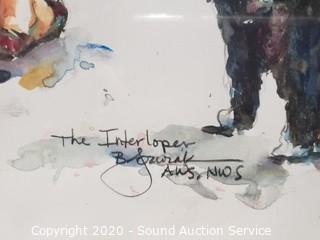 The Interloper
AWS, NWS
Copyright 2020 - Sound Auction Service